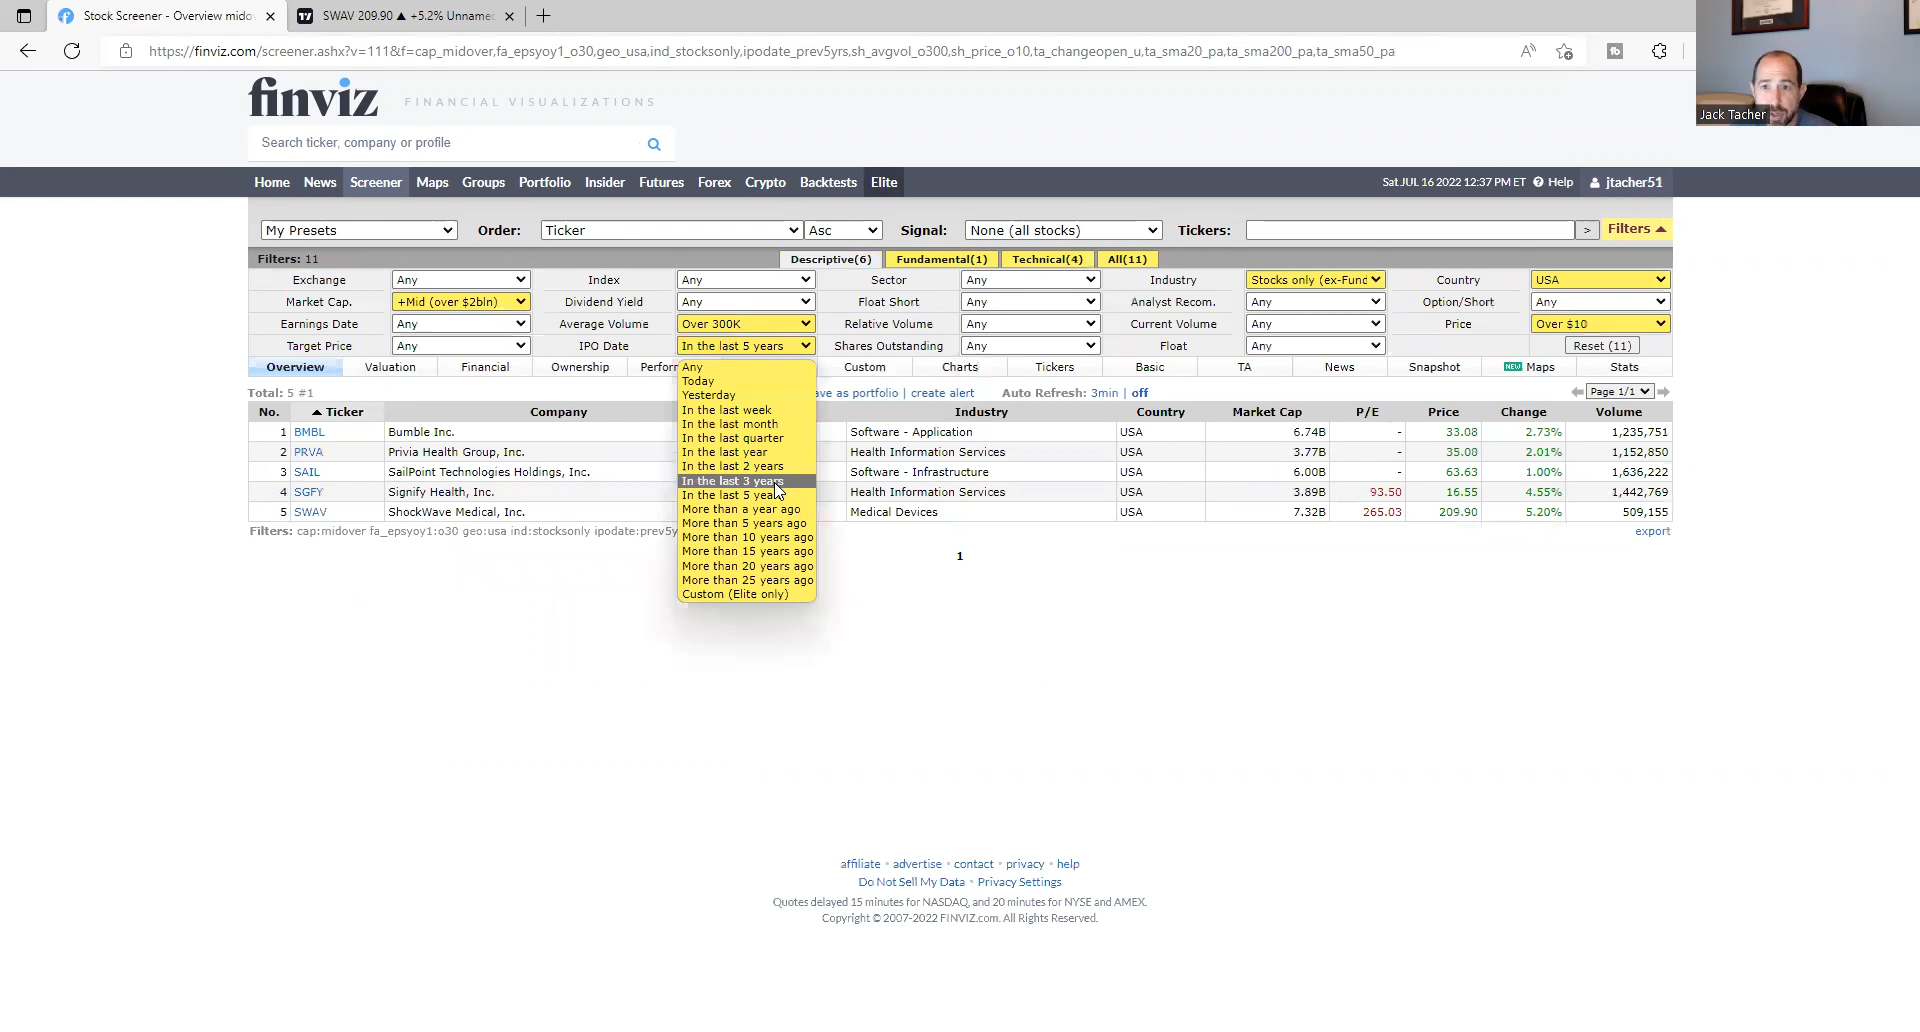 Stock Screener - Overview mido
SWAV 209.90 ▲ +5.2% Unname
https://finviz.com/screener.ashx?v=111&f=cap_midover,fa_epsyoy1_o30,geo_usa,ind_stocksonly,ipodate_prev5yrs,sh_avgvol_o300,sh_price_o10,ta_changeopen_u,ta_sma20_pa,ta_sma200_pa,ta_sma50_pa
Jack Tacher
finviz FINANCIAL VISUALIZATIONS
Search ticker, company or profile
Home News Screener Maps Groups Portfolio Insider Futures Forex Crypto Backtests Elite Sat JUL 16 2022 12:37 PM ET Help jtacher51
My Presets Order: Ticker Asc Signal: None (all stocks) Tickers: > Filters ▲
Filters: 11 Descriptive(6) Fundamental(1) Technical(4) All(11)
Exchange Any Index Any Sector Any Industry Stocks only (ex-Fund Country USA
Market Cap. +Mid (over $2bln) Dividend Yield Any Float Short Any Analyst Recom. Any Option/Short Any
Earnings Date Any Average Volume Over 300K Relative Volume Any Current Volume Any Price Over $10
Target Price Any IPO Date In the last 5 years Shares Outstanding Any Float Any Reset (11)
Overview Valuation Financial Ownership Perforr Custom Charts Tickers Basic TA News Snapshot NEW Maps Stats
Any
Today
Yesterday
In the last week
In the last month
In the last quarter
In the last year
In the last 2 years
In the last 3 years
In the last 5 years
More than a year ago
More than 5 years ago
More than 10 years ago
More than 15 years ago
More than 20 years ago
More than 25 years ago
Custom (Elite only)
Total: 5 #1 ave as portfolio | create alert Auto Refresh: 3min | off Page 1/1
No. ▲ Ticker Company Industry Country Market Cap P/E Price Change Volume
1 BMBL Bumble Inc. Software - Application USA 6.74B - 33.08 2.73% 1,235,751
2 PRVA Privia Health Group, Inc. Health Information Services USA 3.77B - 35.08 2.01% 1,152,850
3 SAIL SailPoint Technologies Holdings, Inc. Software - Infrastructure USA 6.00B - 63.63 1.00% 1,636,222
4 SGFY Signify Health, Inc. Health Information Services USA 3.89B 93.50 16.55 4.55% 1,442,769
5 SWAV ShockWave Medical, Inc. Medical Devices USA 7.32B 265.03 209.90 5.20% 509,155
Filters: cap:midover fa_epsyoy1:o30 geo:usa ind:stocksonly ipodate:prev5y export
1
affiliate • advertise • contact • privacy • help
Do Not Sell My Data • Privacy Settings
Quotes delayed 15 minutes for NASDAQ, and 20 minutes for NYSE and AMEX.
Copyright © 2007-2022 FINVIZ.com. All Rights Reserved.